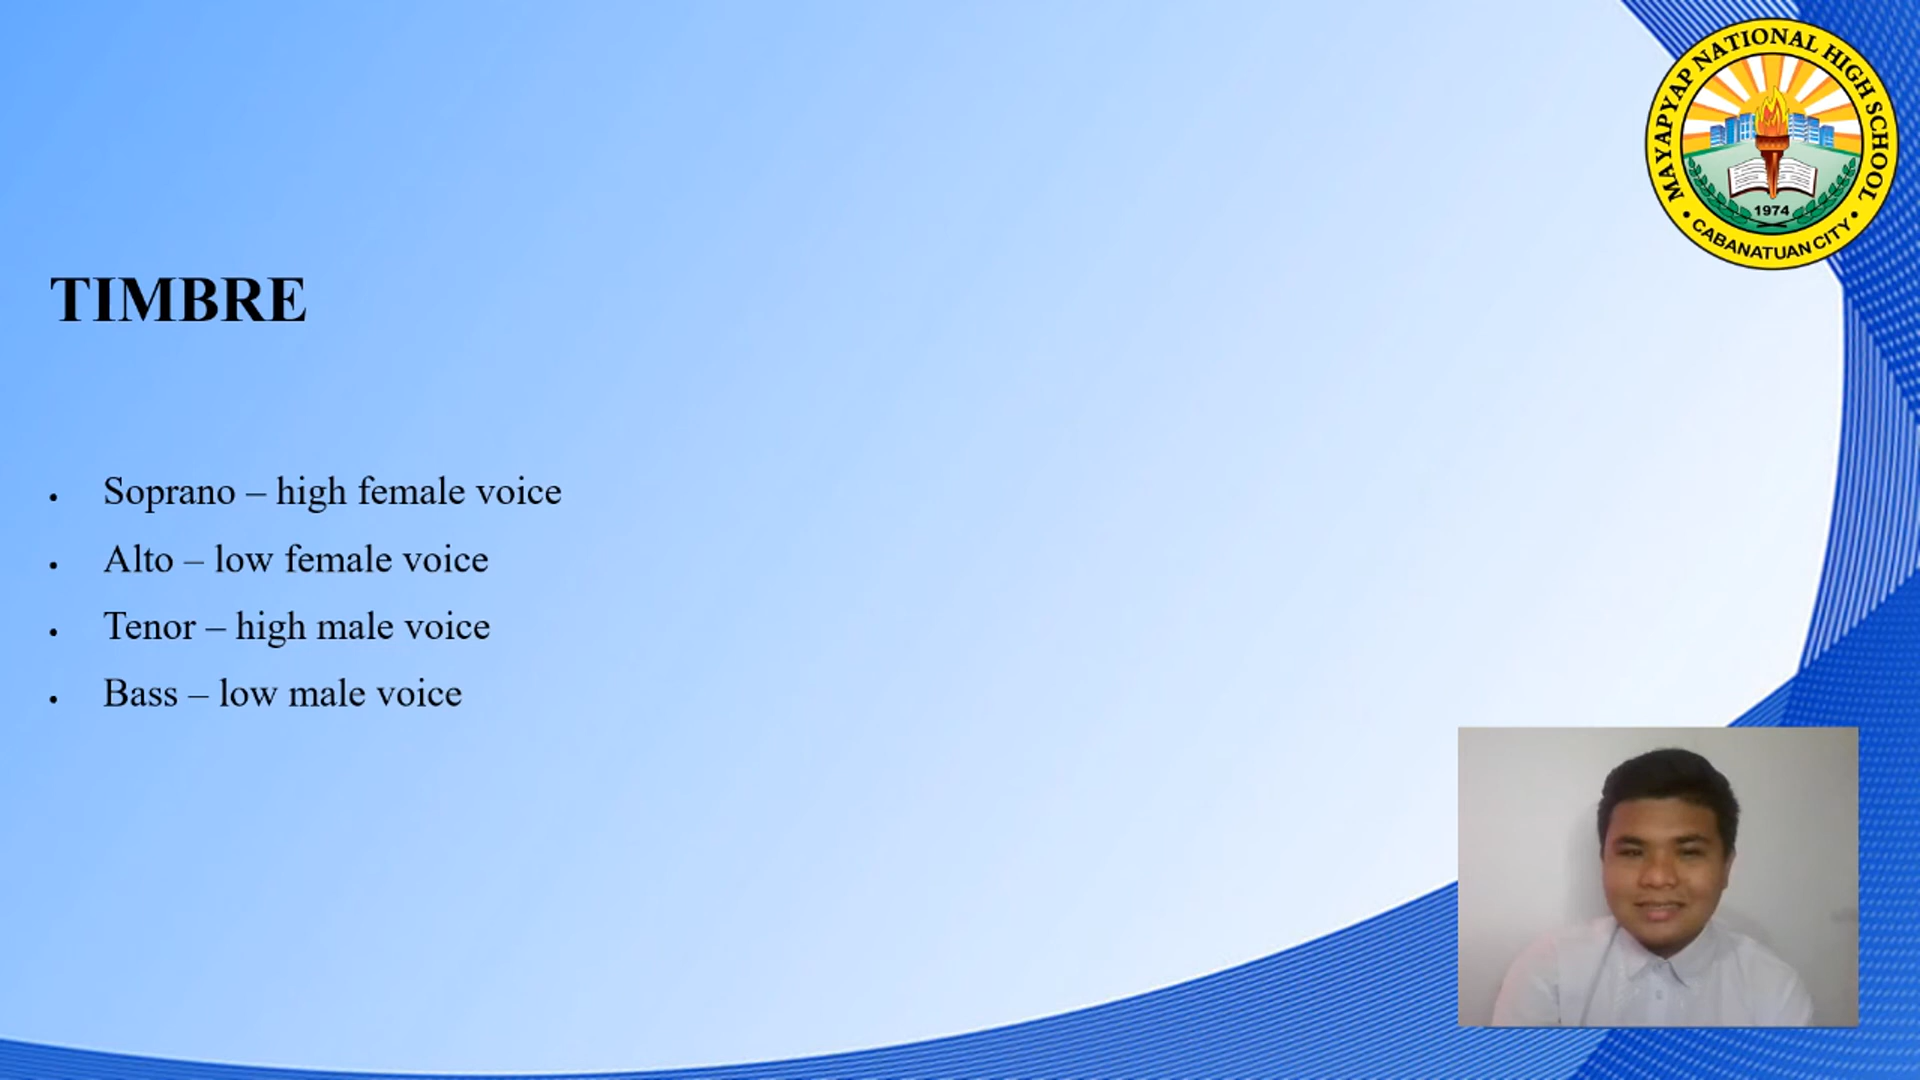 MAYAPYAP NATIONAL HIGH SCHOOL
1974
• CABANATUAN CITY •
TIMBRE
• Soprano – high female voice
• Alto – low female voice
• Tenor – high male voice
• Bass – low male voice